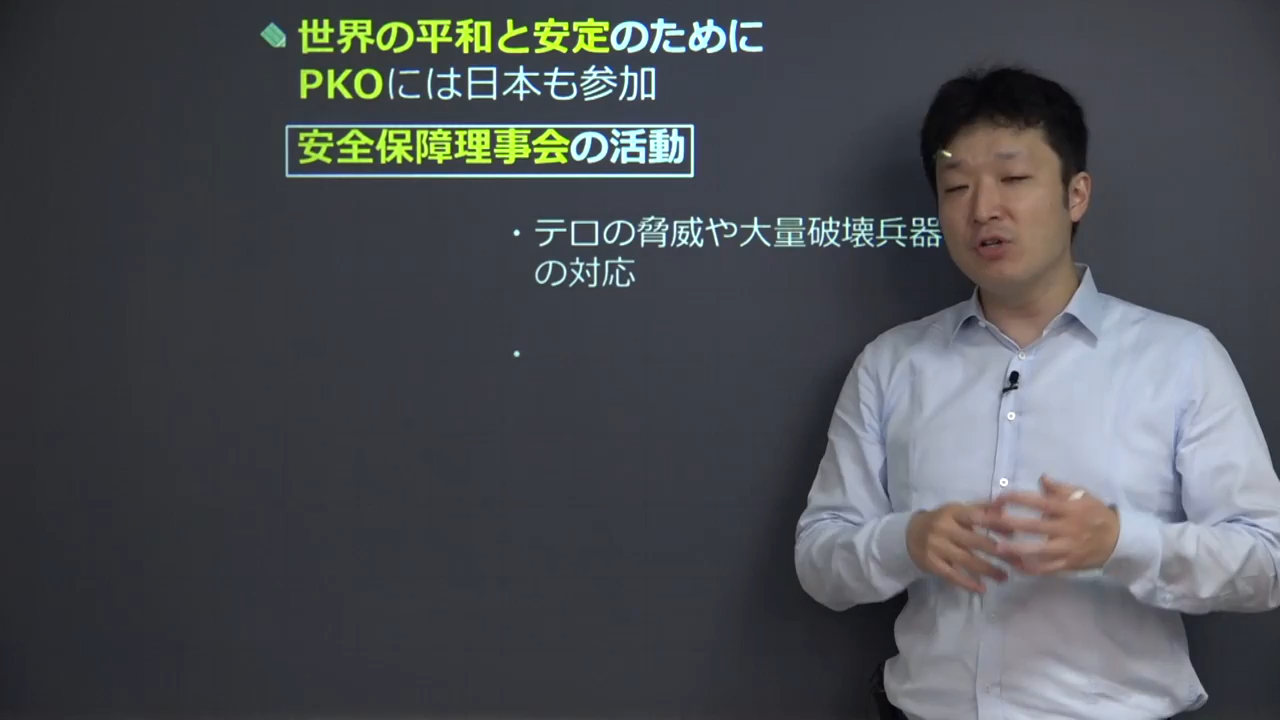 世界の平和と安定のために
PKOには日本も参加
安全保障理事会の活動
・テロの脅威や大量破壊兵器
の対応
・